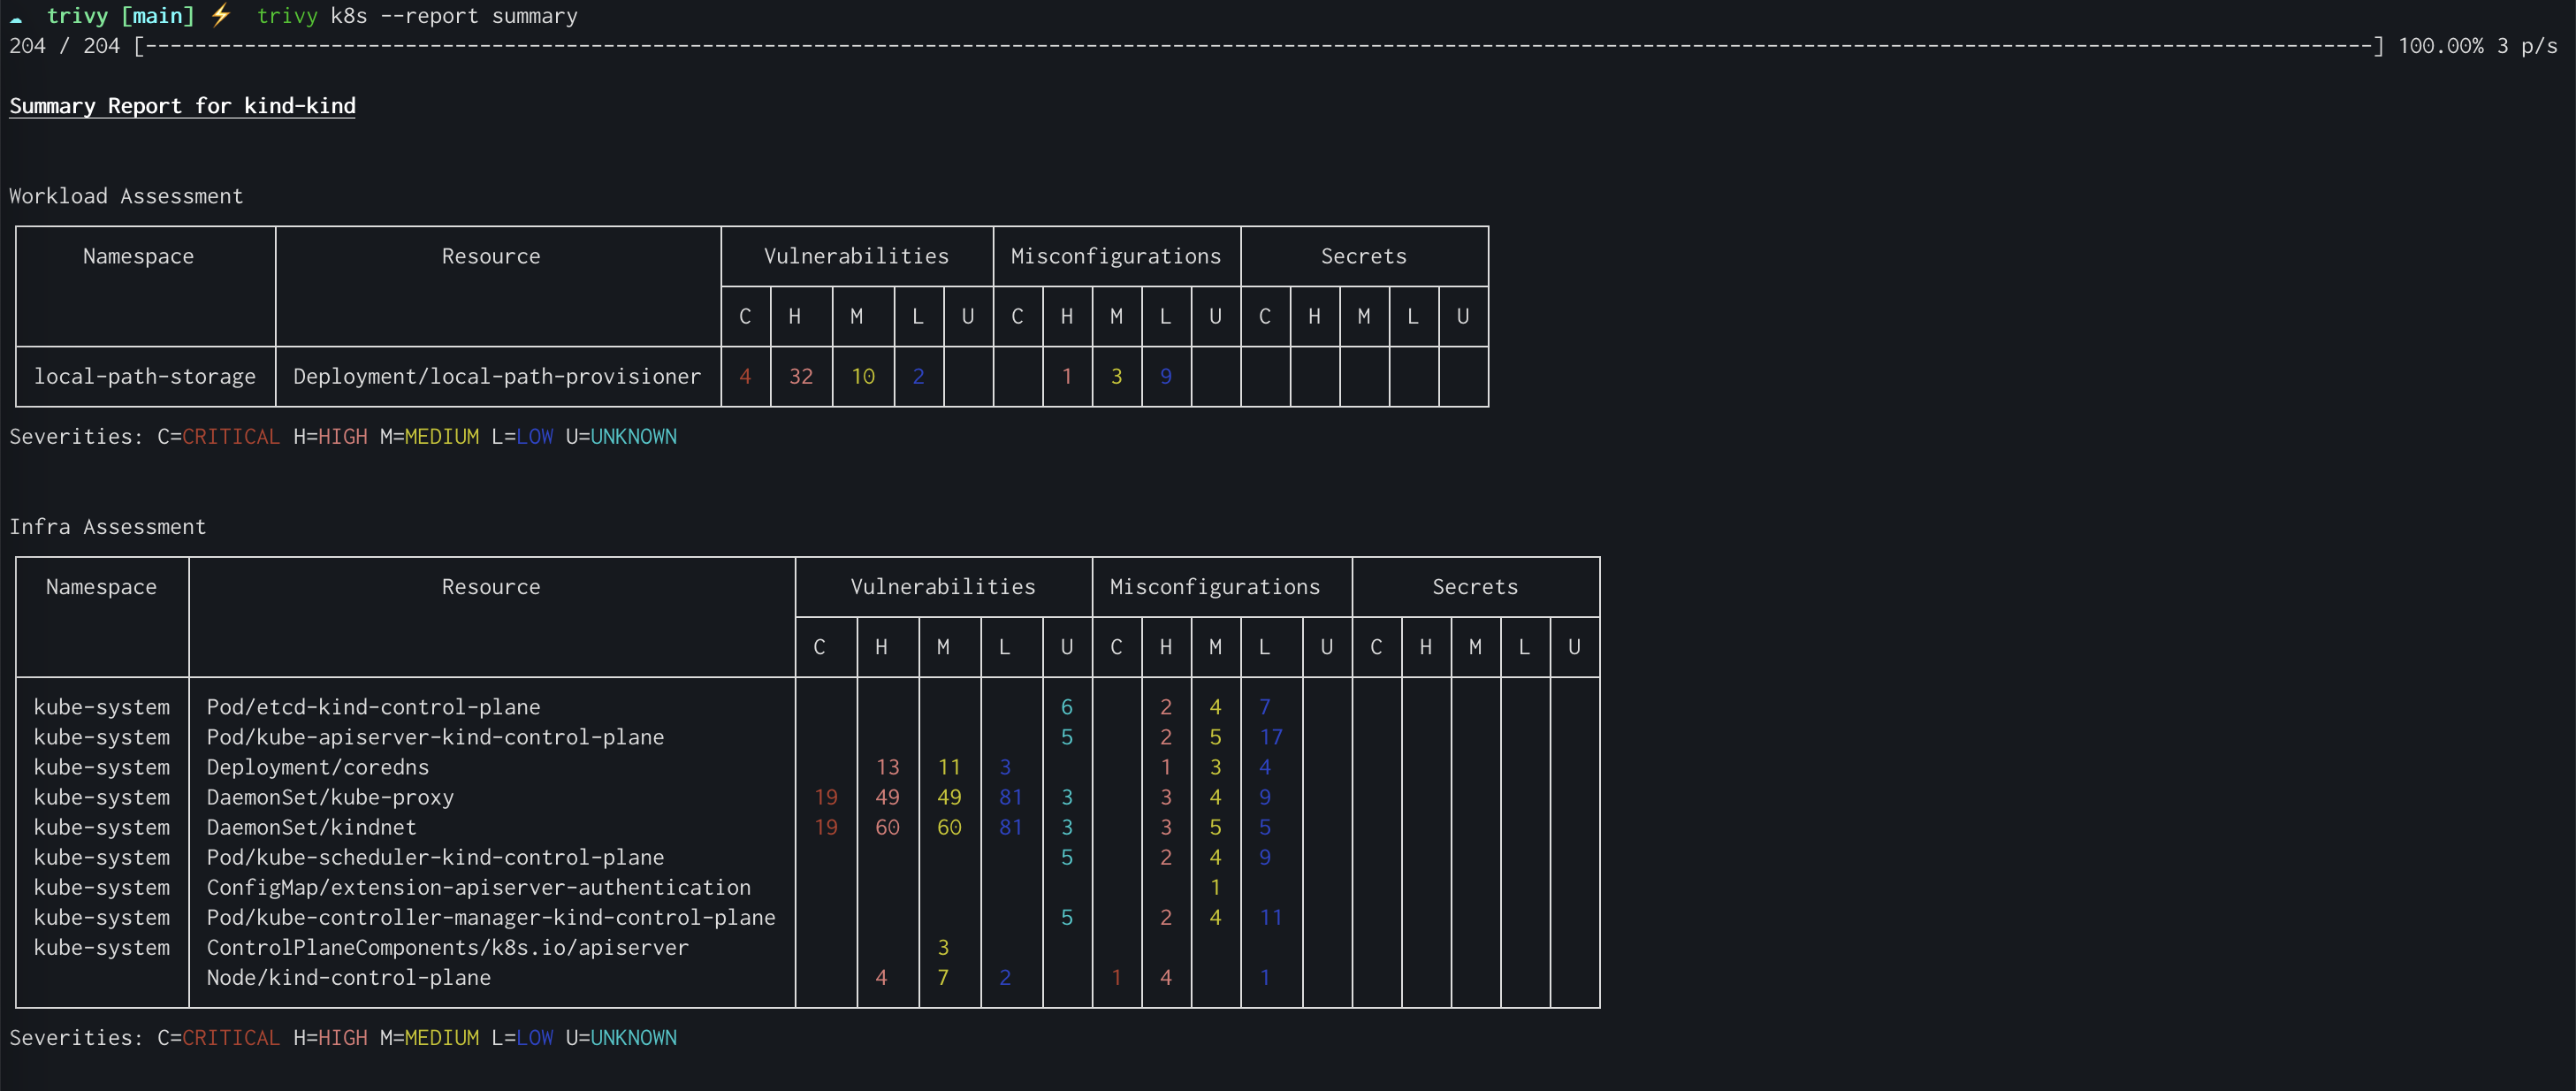 ☁ trivy [main] ⚡ trivy k8s --report summary
204 / 204 [------------------------------------------------------------------------------------------------------------------------------------------------------------------------------------] 100.00% 3 p/s
Summary Report for kind-kind
Workload Assessment
Namespace Resource Vulnerabilities Misconfigurations Secrets
C H M L U C H M L U C H M L U
local-path-storage Deployment/local-path-provisioner 4 32 10 2 1 3 9
Severities: C=CRITICAL H=HIGH M=MEDIUM L=LOW U=UNKNOWN
Infra Assessment
Namespace Resource Vulnerabilities Misconfigurations Secrets
C H M L U C H M L U C H M L U
kube-system Pod/etcd-kind-control-plane 6 2 4 7
kube-system Pod/kube-apiserver-kind-control-plane 5 2 5 17
kube-system Deployment/coredns 13 11 3 1 3 4
kube-system DaemonSet/kube-proxy 19 49 49 81 3 3 4 9
kube-system DaemonSet/kindnet 19 60 60 81 3 3 5 5
kube-system Pod/kube-scheduler-kind-control-plane 5 2 4 9
kube-system ConfigMap/extension-apiserver-authentication 1
kube-system Pod/kube-controller-manager-kind-control-plane 5 2 4 11
kube-system ControlPlaneComponents/k8s.io/apiserver 3
Node/kind-control-plane 4 7 2 1 4 1
Severities: C=CRITICAL H=HIGH M=MEDIUM L=LOW U=UNKNOWN